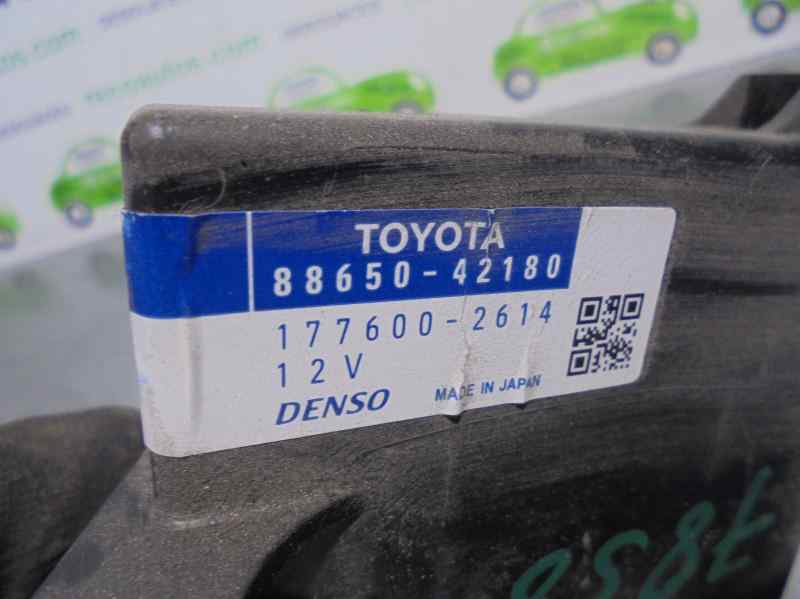 TOYOTA
88650-42180
177600-2614
12V
DENSO
MADE IN JAPAN